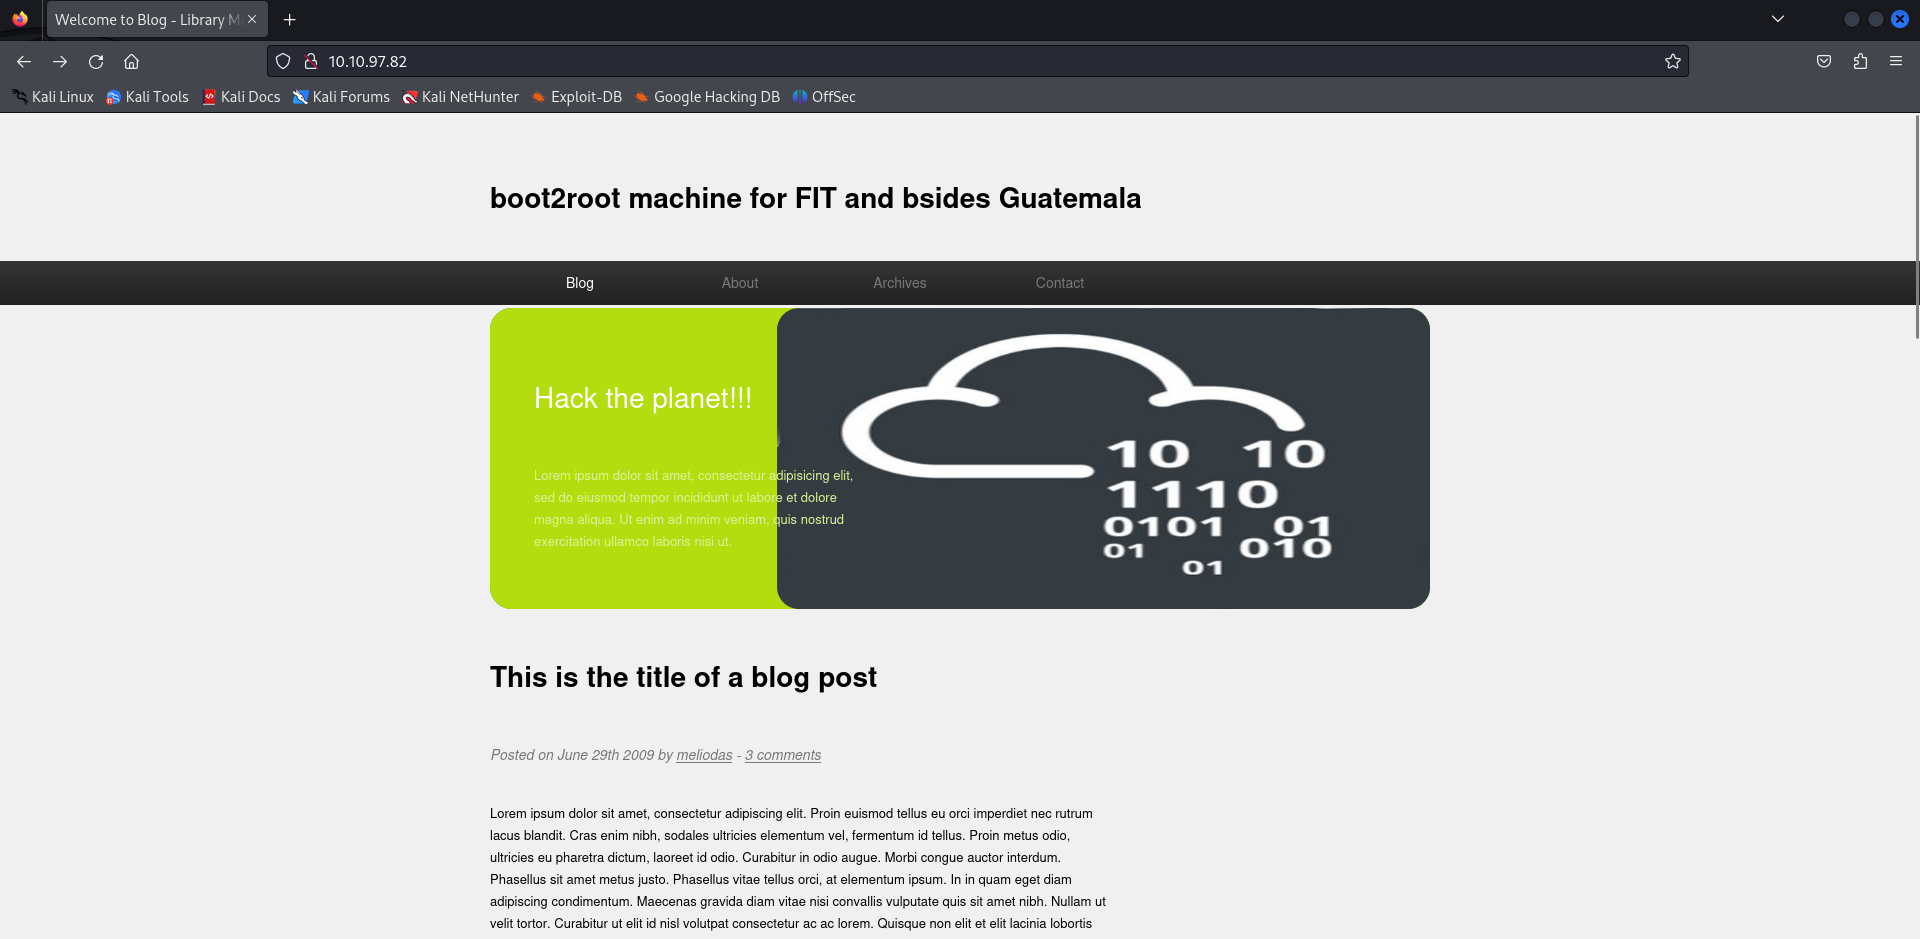 Welcome to Blog - Library M
10.10.97.82
Kali Linux Kali Tools Kali Docs Kali Forums Kali NetHunter Exploit-DB Google Hacking DB OffSec
boot2root machine for FIT and bsides Guatemala
Blog About Archives Contact
Hack the planet!!!
Lorem ipsum dolor sit amet, consectetur adipisicing elit,
sed do eiusmod tempor incididunt ut labore et dolore
magna aliqua. Ut enim ad minim veniam, quis nostrud
exercitation ullamco laboris nisi ut.
10 10
1110
0101 01
01 010
01
This is the title of a blog post
Posted on June 29th 2009 by meliodas - 3 comments
Lorem ipsum dolor sit amet, consectetur adipiscing elit. Proin euismod tellus eu orci imperdiet nec rutrum
lacus blandit. Cras enim nibh, sodales ultricies elementum vel, fermentum id tellus. Proin metus odio,
ultricies eu pharetra dictum, laoreet id odio. Curabitur in odio augue. Morbi congue auctor interdum.
Phasellus sit amet metus justo. Phasellus vitae tellus orci, at elementum ipsum. In in quam eget diam
adipiscing condimentum. Maecenas gravida diam vitae nisi convallis vulputate quis sit amet nibh. Nullam ut
velit tortor. Curabitur ut elit id nisl volutpat consectetur ac ac lorem. Quisque non elit et elit lacinia lobortis